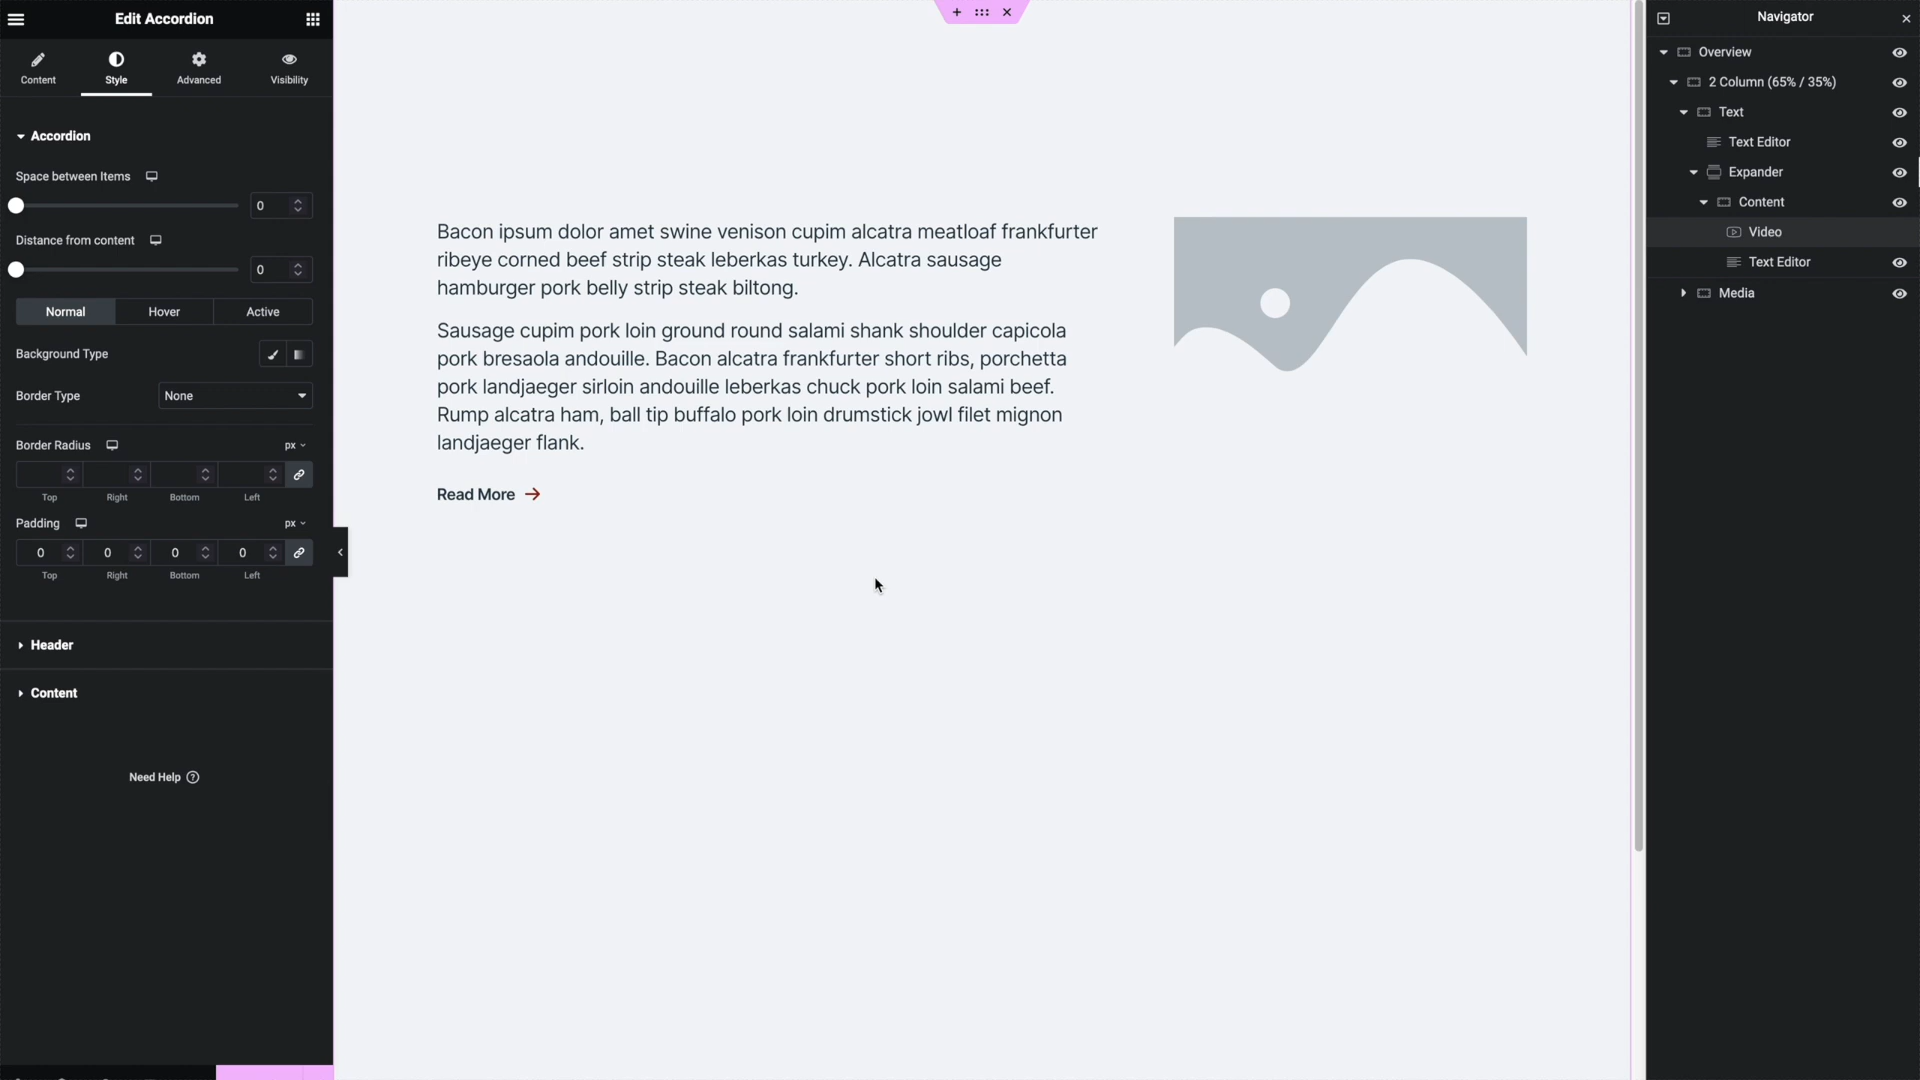 Edit Accordion
Content
Style
Advanced
Visibility
Accordion
Space between Items
0
Distance from content
0
Normal
Hover
Active
Background Type
Border Type
None
Border Radius
px
Top
Right
Bottom
Left
Padding
px
0
0
0
0
Top
Right
Bottom
Left
Header
Content
Need Help
Bacon ipsum dolor amet swine venison cupim alcatra meatloaf frankfurter
ribeye corned beef strip steak leberkas turkey. Alcatra sausage
hamburger pork belly strip steak biltong.
Sausage cupim pork loin ground round salami shank shoulder capicola
pork bresaola andouille. Bacon alcatra frankfurter short ribs, porchetta
pork landjaeger sirloin andouille leberkas chuck pork loin salami beef.
Rump alcatra ham, ball tip buffalo pork loin drumstick jowl filet mignon
landjaeger flank.
Read More
Navigator
Overview
2 Column (65% / 35%)
Text
Text Editor
Expander
Content
Video
Text Editor
Media